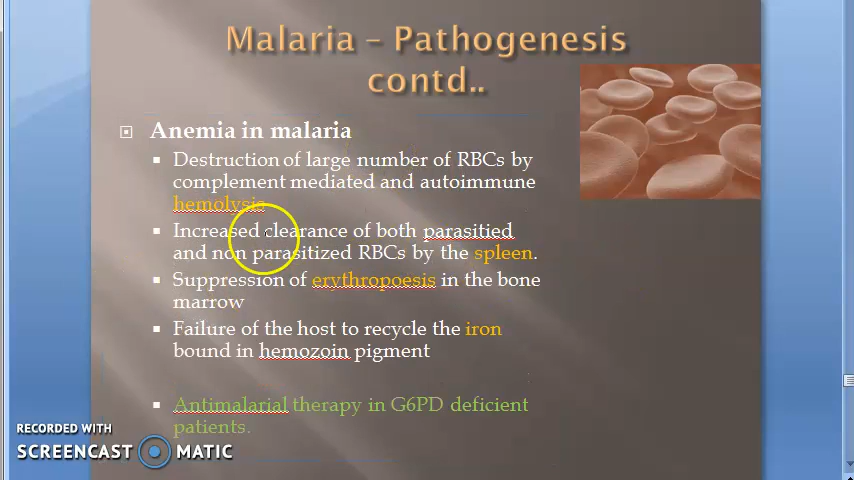 Malaria – Pathogenesis
contd..
Anemia in malaria
Destruction of large number of RBCs by
complement mediated and autoimmune
hemolysis
Increased clearance of both parasitied
and non parasitized RBCs by the spleen.
Suppression of erythropoesis in the bone
marrow
Failure of the host to recycle the iron
bound in hemozoin pigment
Antimalarial therapy in G6PD deficient
patients.
RECORDED WITH
SCREENCAST MATIC